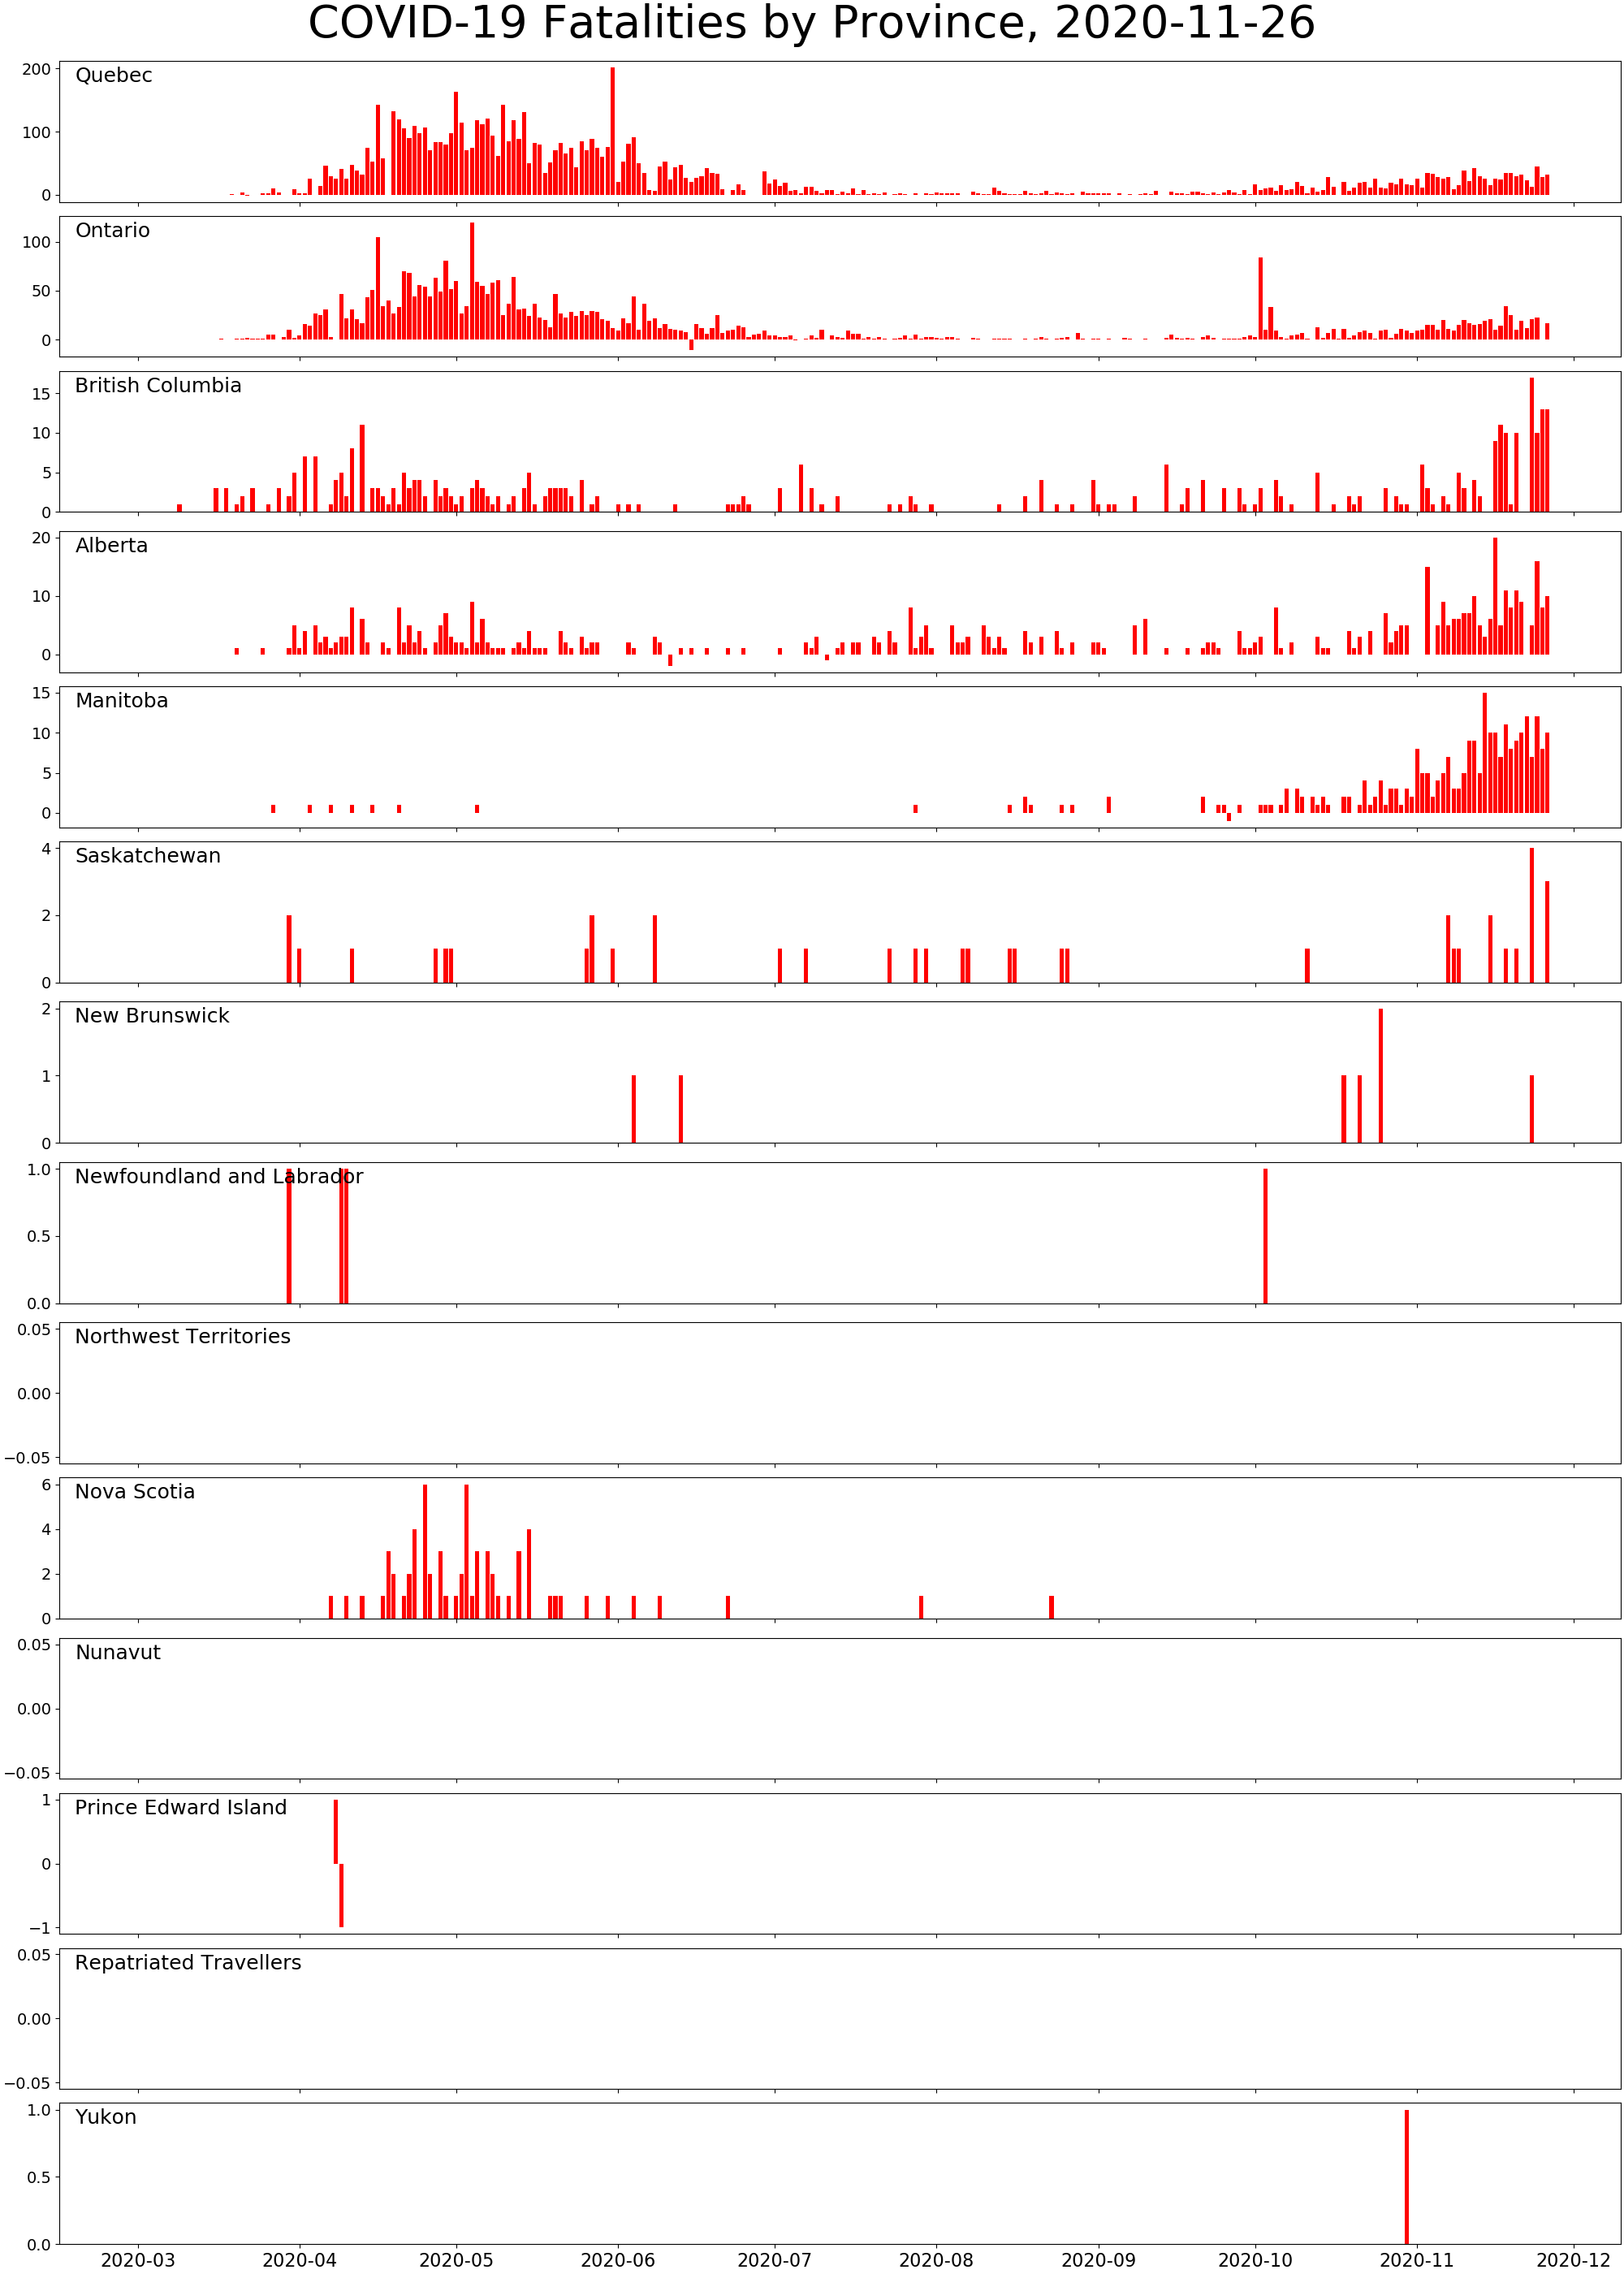 COVID-19 Fatalities by Province, 2020-11-26
Quebec
200
100
0
Ontario
100
50
0
British Columbia
15
10
5
0
Alberta
20
10
0
Manitoba
15
10
5
0
Saskatchewan
4
2
0
New Brunswick
2
1
0
Newfoundland and Labrador
1.0
0.5
0.0
Northwest Territories
0.05
0.00
−0.05
Nova Scotia
6
4
2
0
Nunavut
0.05
0.00
−0.05
Prince Edward Island
1
0
−1
Repatriated Travellers
0.05
0.00
−0.05
Yukon
1.0
0.5
0.0
2020-03 2020-04 2020-05 2020-06 2020-07 2020-08 2020-09 2020-10 2020-11 2020-12